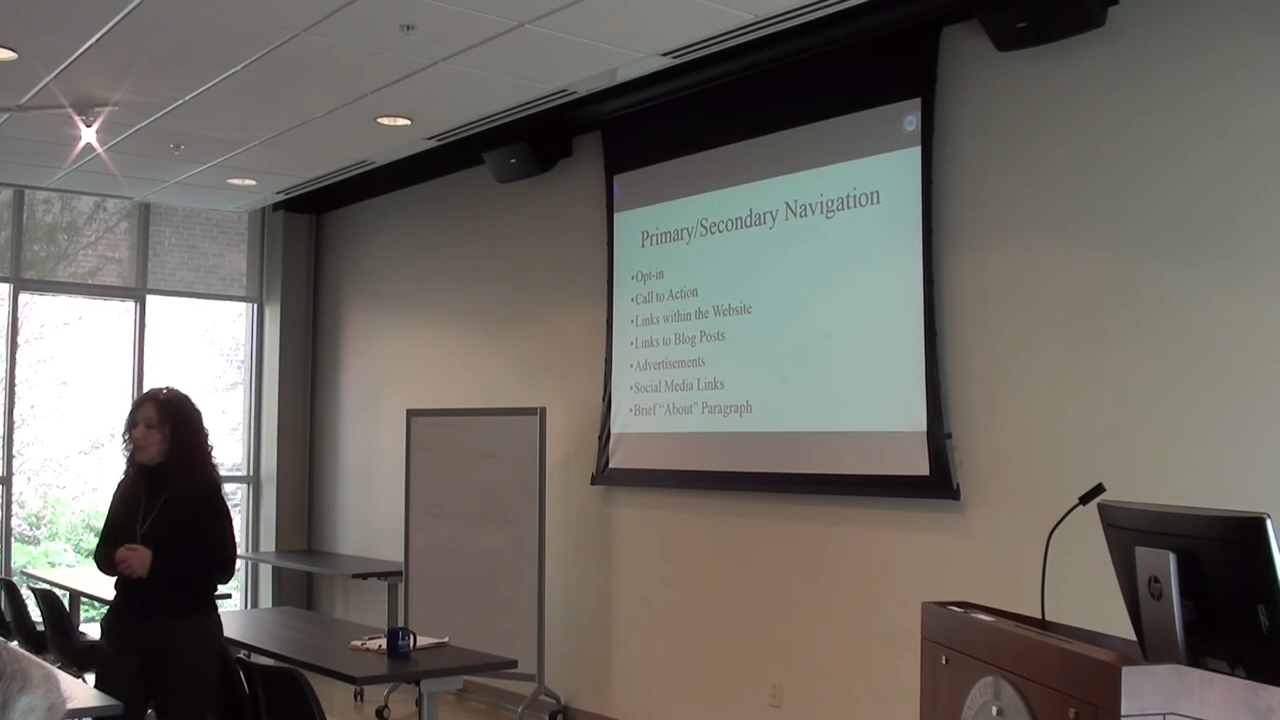 Primary/Secondary Navigation
•Opt-in
•Call to Action
•Links within the Website
•Links to Blog Posts
•Advertisements
•Social Media Links
•Brief “About” Paragraph
hp